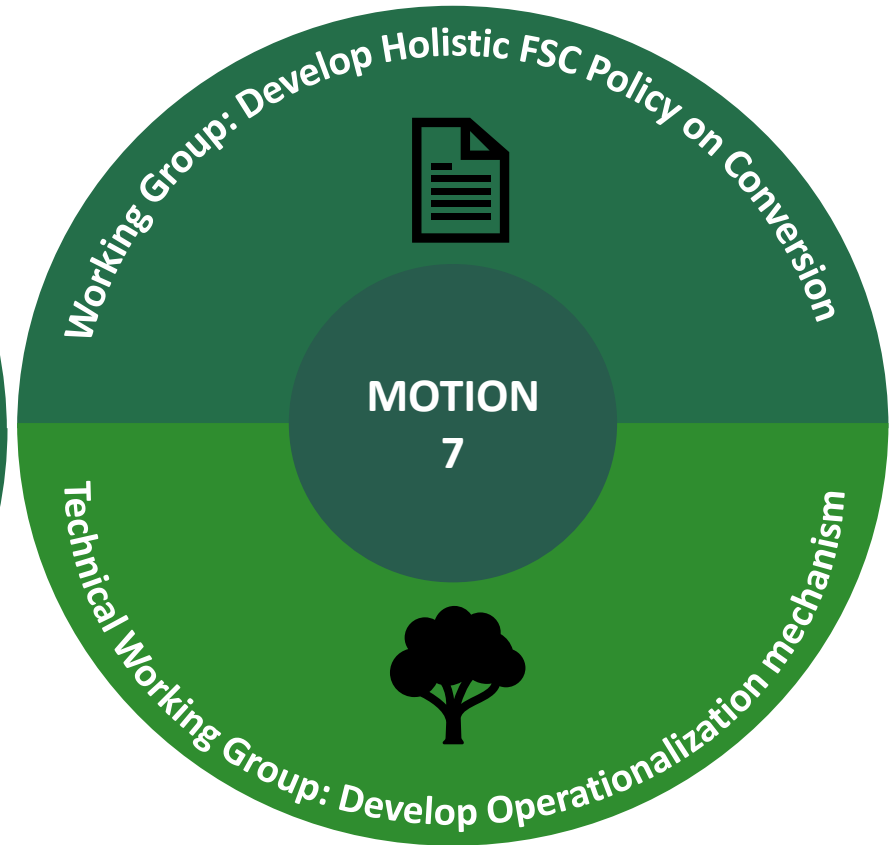 Working Group: Develop Holistic FSC Policy on Conversion
MOTION
7
Technical Working Group: Develop Operationalization mechanism